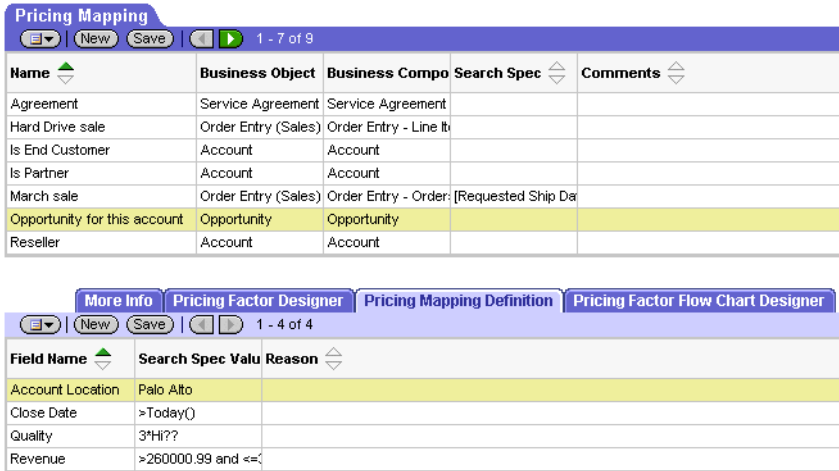 Pricing Mapping
New Save 1 - 7 of 9
Name Business Object Business Compo Search Spec Comments
Agreement Service Agreement Service Agreement
Hard Drive sale Order Entry (Sales) Order Entry - Line It
Is End Customer Account Account
Is Partner Account Account
March sale Order Entry (Sales) Order Entry - Order [Requested Ship Da
Opportunity for this account Opportunity Opportunity
Reseller Account Account
More Info Pricing Factor Designer Pricing Mapping Definition Pricing Factor Flow Chart Designer
New Save 1 - 4 of 4
Field Name Search Spec Valu Reason
Account Location Palo Alto
Close Date >Today()
Quality 3*Hi??
Revenue >260000.99 and <=